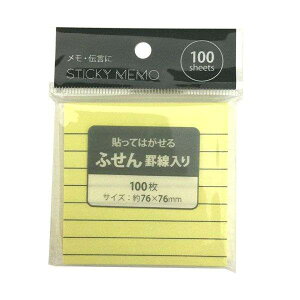 メモ・伝言に
STICKY MEMO
100
sheets
貼ってはがせる
ふせん罫線入り
100枚
サイズ：約76×76mm